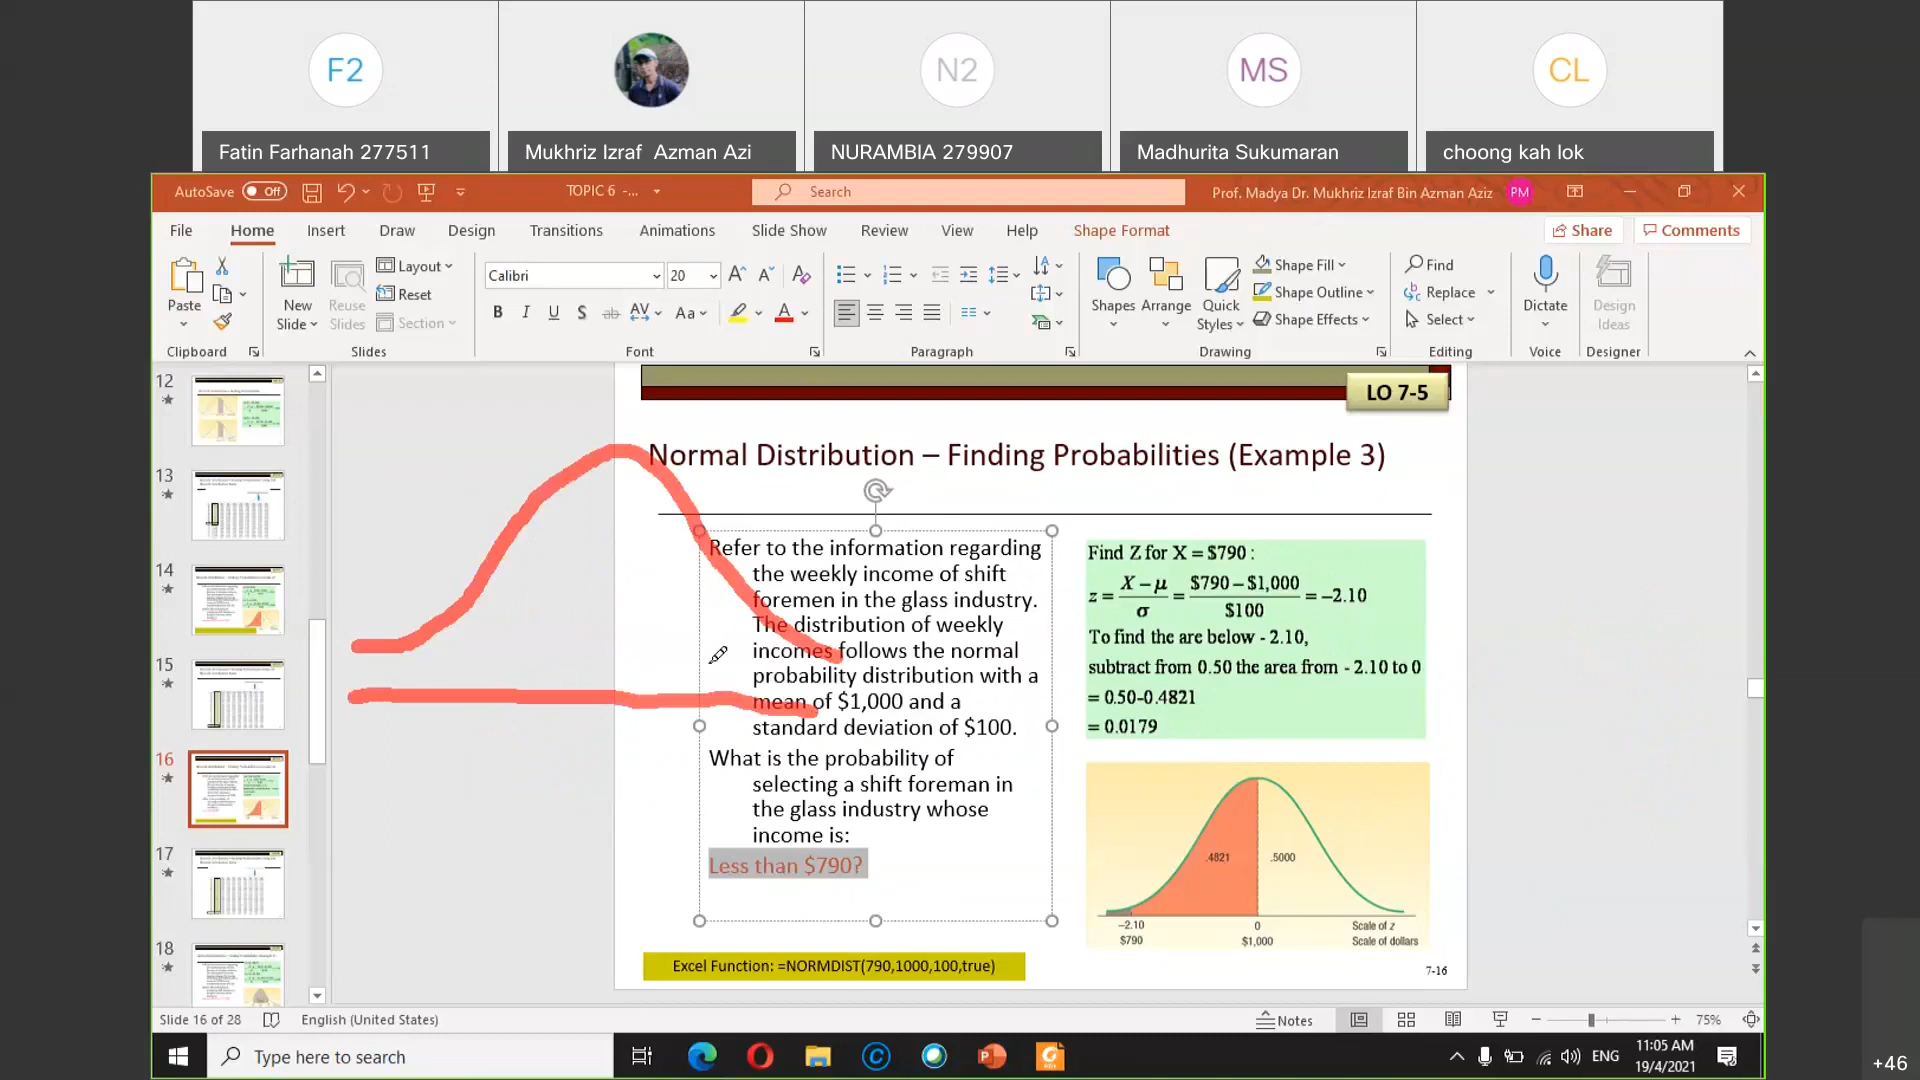 F2
N2
MS
CL
Fatin Farhanah 277511
Mukhriz Izraf Azman Azi
NURAMBIA 279907
Madhurita Sukumaran
choong kah lok
AutoSave Off
TOPIC 6 -...
Search
Prof. Madya Dr. Mukhriz Izraf Bin Azman Aziz
PM
File Home Insert Draw Design Transitions Animations Slide Show Review View Help Shape Format
Share
Comments
Paste
New Slide
Reuse Slides
Layout
Reset
Section
Calibri
20
B I U S ab AV Aa A
Shapes
Arrange
Quick Styles
Shape Fill
Shape Outline
Shape Effects
Find
Replace
Select
Dictate
Design Ideas
Clipboard
Slides
Font
Paragraph
Drawing
Editing
Voice
Designer
12
13
14
15
16
17
18
LO 7-5
Normal Distribution – Finding Probabilities (Example 3)
Refer to the information regarding
the weekly income of shift
foremen in the glass industry.
The distribution of weekly
incomes follows the normal
probability distribution with a
mean of $1,000 and a
standard deviation of $100.
What is the probability of
selecting a shift foreman in
the glass industry whose
income is:
Less than $790?
Find Z for X = $790 :
z = X − μ / σ = $790 − $1,000 / $100 = −2.10
To find the are below - 2.10,
subtract from 0.50 the area from - 2.10 to 0
= 0.50-0.4821
= 0.0179
.4821
.5000
−2.10
0
Scale of z
$790
$1,000
Scale of dollars
Excel Function: =NORMDIST(790,1000,100,true)
7-16
Slide 16 of 28
English (United States)
Notes
75%
Type here to search
ENG
11:05 AM
19/4/2021
+46